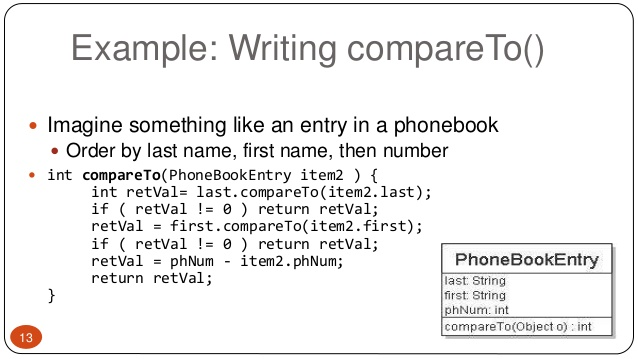 Example: Writing compareTo()
• Imagine something like an entry in a phonebook
• Order by last name, first name, then number
• int compareTo(PhoneBookEntry item2 ) {
int retVal= last.compareTo(item2.last);
if ( retVal != 0 ) return retVal;
retVal = first.compareTo(item2.first);
if ( retVal != 0 ) return retVal;
retVal = phNum - item2.phNum;
return retVal;
}
PhoneBookEntry
last: String
first: String
phNum: int
compareTo(Object o) : int
13